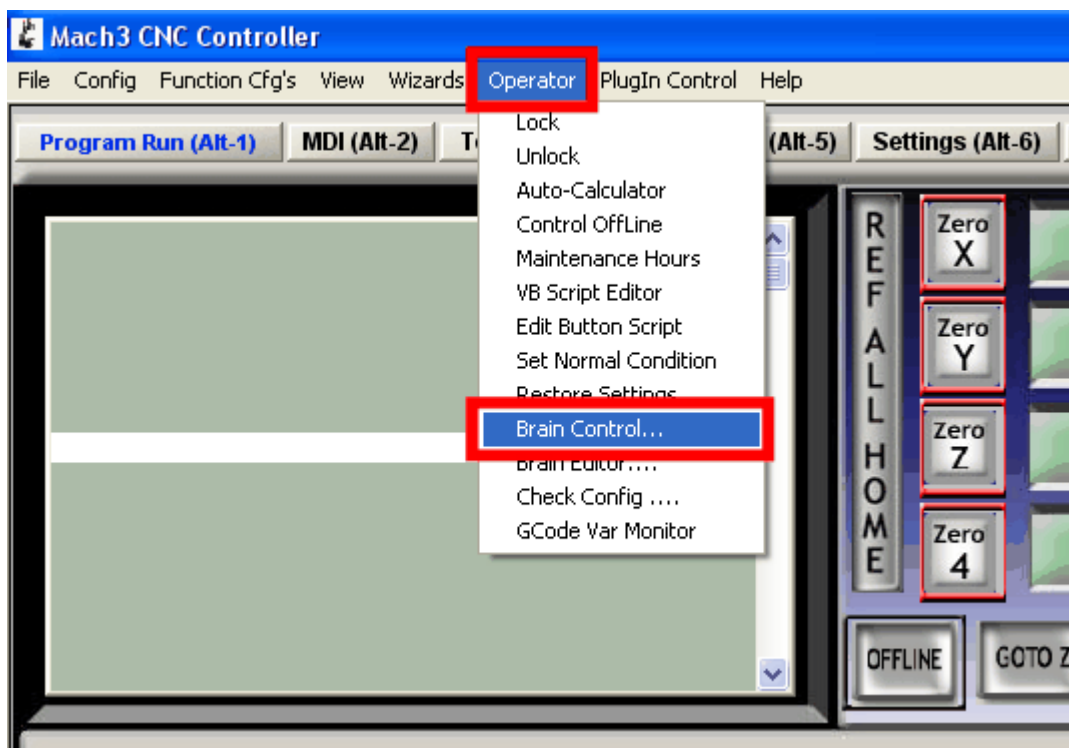 Mach3 CNC Controller
File Config Function Cfg's View Wizards Operator PlugIn Control Help
Program Run (Alt-1) MDI (Alt-2) (Alt-5) Settings (Alt-6)
Lock
Unlock
Auto-Calculator
Control OffLine
Maintenance Hours
VB Script Editor
Edit Button Script
Set Normal Condition
Restore Settings
Brain Control...
Brain Editor....
Check Config ....
GCode Var Monitor
REF ALL HOME
Zero
X
Zero
Y
Zero
Z
Zero
4
OFFLINE GOTO Z